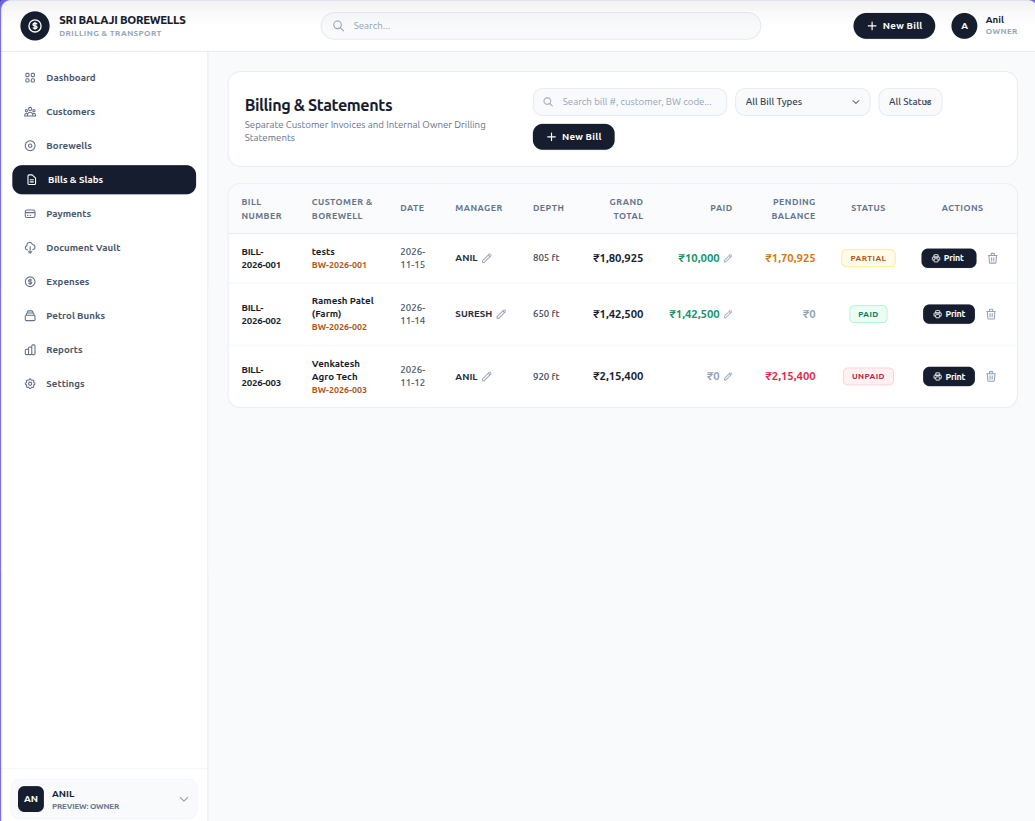 SRI BALAJI BOREWELLS
DRILLING & TRANSPORT
Search...
New Bill
A
Anil
OWNER
Dashboard
Customers
Borewells
Bills & Slabs
Payments
Document Vault
Expenses
Petrol Bunks
Reports
Settings
AN
ANIL
PREVIEW: OWNER
Billing & Statements
Separate Customer Invoices and Internal Owner Drilling
Statements
Search bill #, customer, BW code...
All Bill Types
All Status
New Bill
BILL
NUMBER
CUSTOMER &
BOREWELL
DATE
MANAGER
DEPTH
GRAND
TOTAL
PAID
PENDING
BALANCE
STATUS
ACTIONS
BILL-
2026-001
tests
BW-2026-001
2026-
11-15
ANIL
805 ft
₹1,80,925
₹10,000
₹1,70,925
PARTIAL
Print
BILL-
2026-002
Ramesh Patel
(Farm)
BW-2026-002
2026-
11-14
SURESH
650 ft
₹1,42,500
₹1,42,500
₹0
PAID
Print
BILL-
2026-003
Venkatesh
Agro Tech
BW-2026-003
2026-
11-12
ANIL
920 ft
₹2,15,400
₹0
₹2,15,400
UNPAID
Print